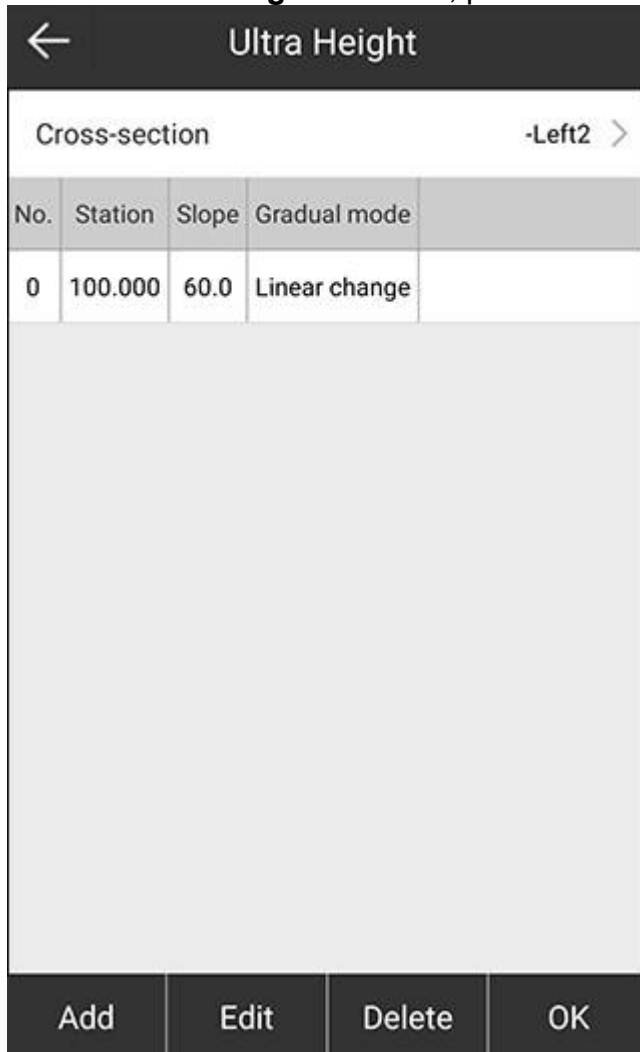 Ultra Height
Cross-section -Left2 >
No. Station Slope Gradual mode
0 100.000 60.0 Linear change
Add Edit Delete OK